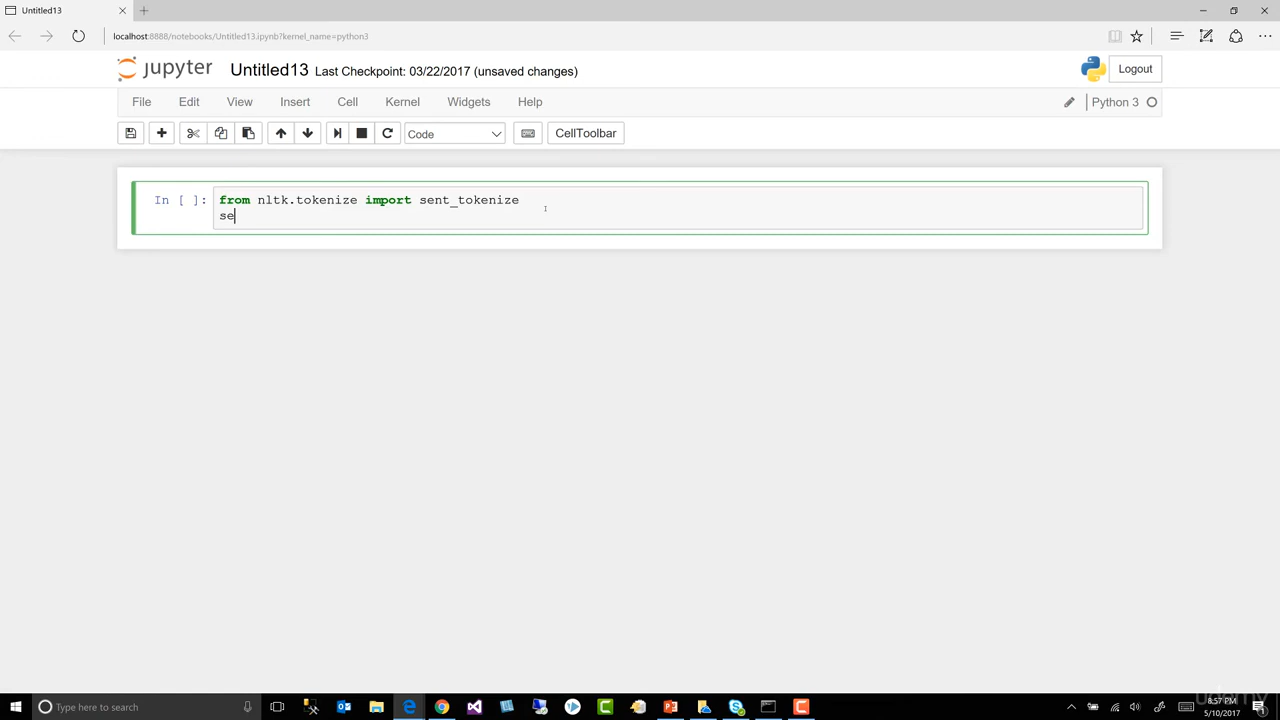 Untitled13
localhost:8888/notebooks/Untitled13.ipynb?kernel_name=python3
jupyter Untitled13 Last Checkpoint: 03/22/2017 (unsaved changes) Logout
File Edit View Insert Cell Kernel Widgets Help Python 3
Code CellToolbar
In [ ]: from nltk.tokenize import sent_tokenize
se
Type here to search
8:57 PM
5/10/2017
udemy